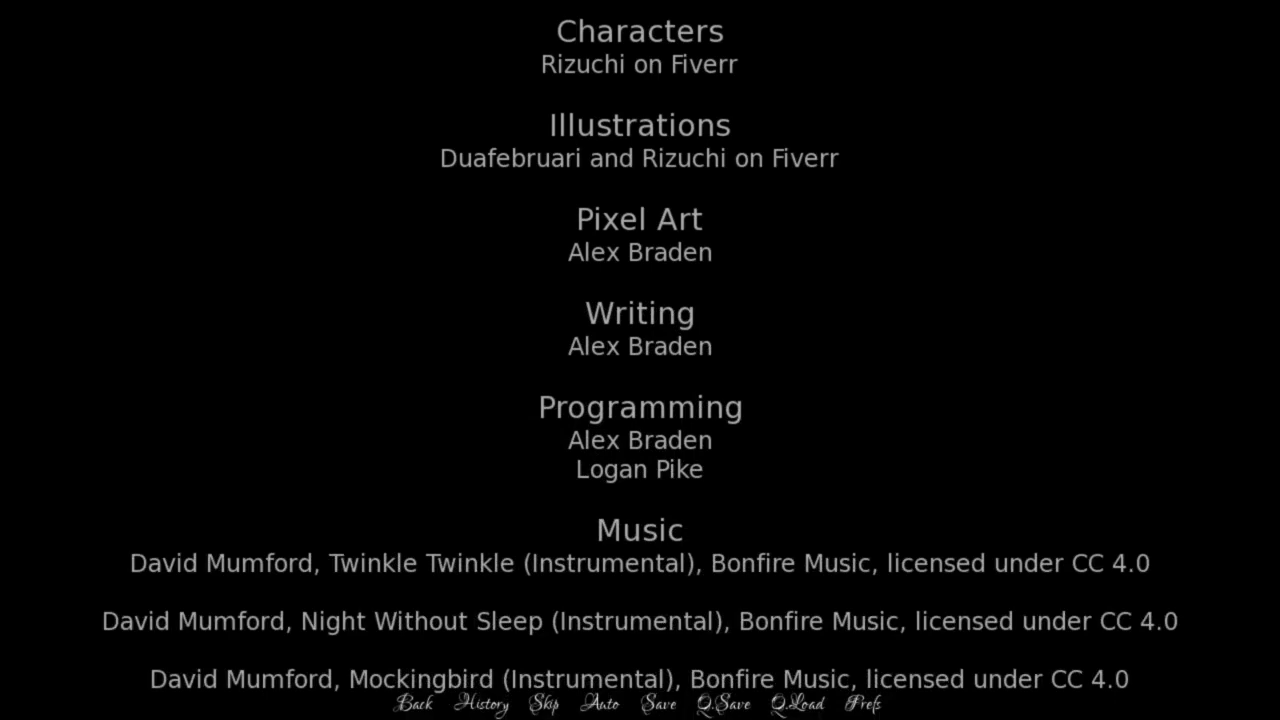 Characters
Rizuchi on Fiverr
Illustrations
Duafebruari and Rizuchi on Fiverr
Pixel Art
Alex Braden
Writing
Alex Braden
Programming
Alex Braden
Logan Pike
Music
David Mumford, Twinkle Twinkle (Instrumental), Bonfire Music, licensed under CC 4.0
David Mumford, Night Without Sleep (Instrumental), Bonfire Music, licensed under CC 4.0
David Mumford, Mockingbird (Instrumental), Bonfire Music, licensed under CC 4.0
Back History Skip Auto Save Q.Save Q.Load Prefs